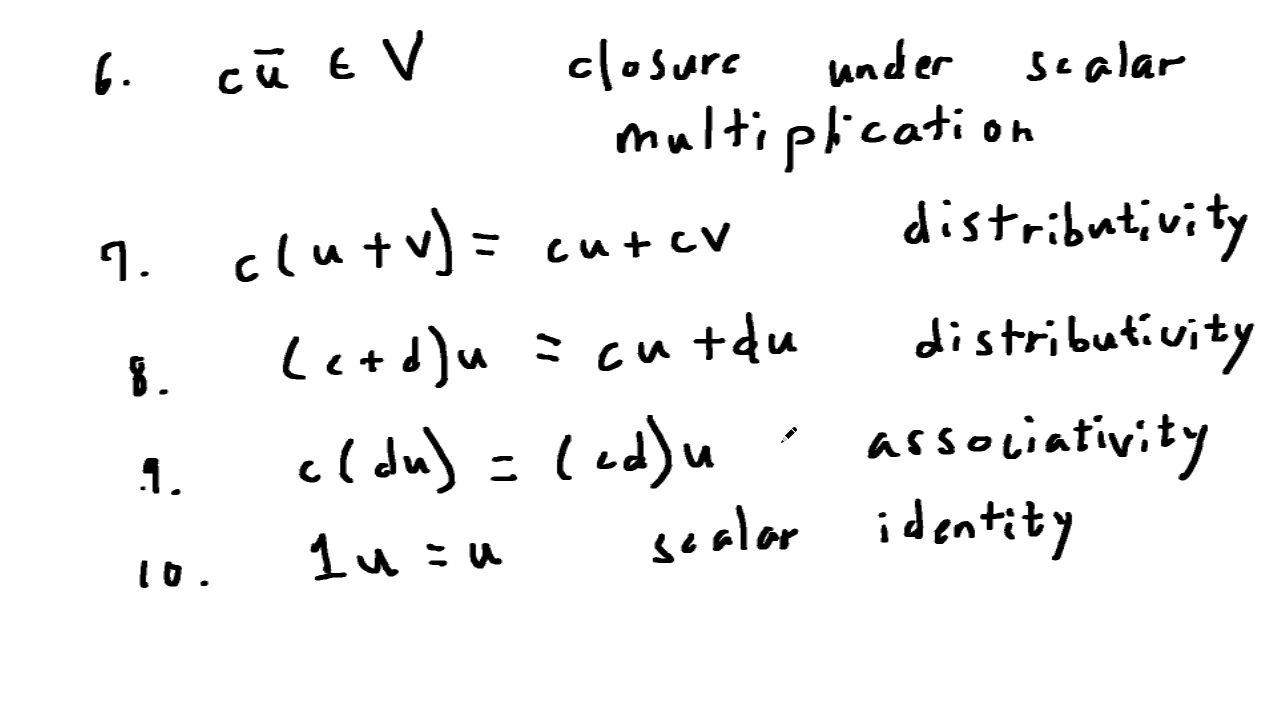 6. cū ∈ V closure under scalar
multiplication
7. c(u+v) = cu + cv distributivity
8. (c+d)u = cu + du distributivity
9. c(du) = (cd)u associativity
10. 1u = u scalar identity